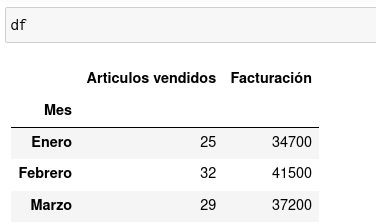 df
Articulos vendidos Facturación
Mes
Enero 25 34700
Febrero 32 41500
Marzo 29 37200